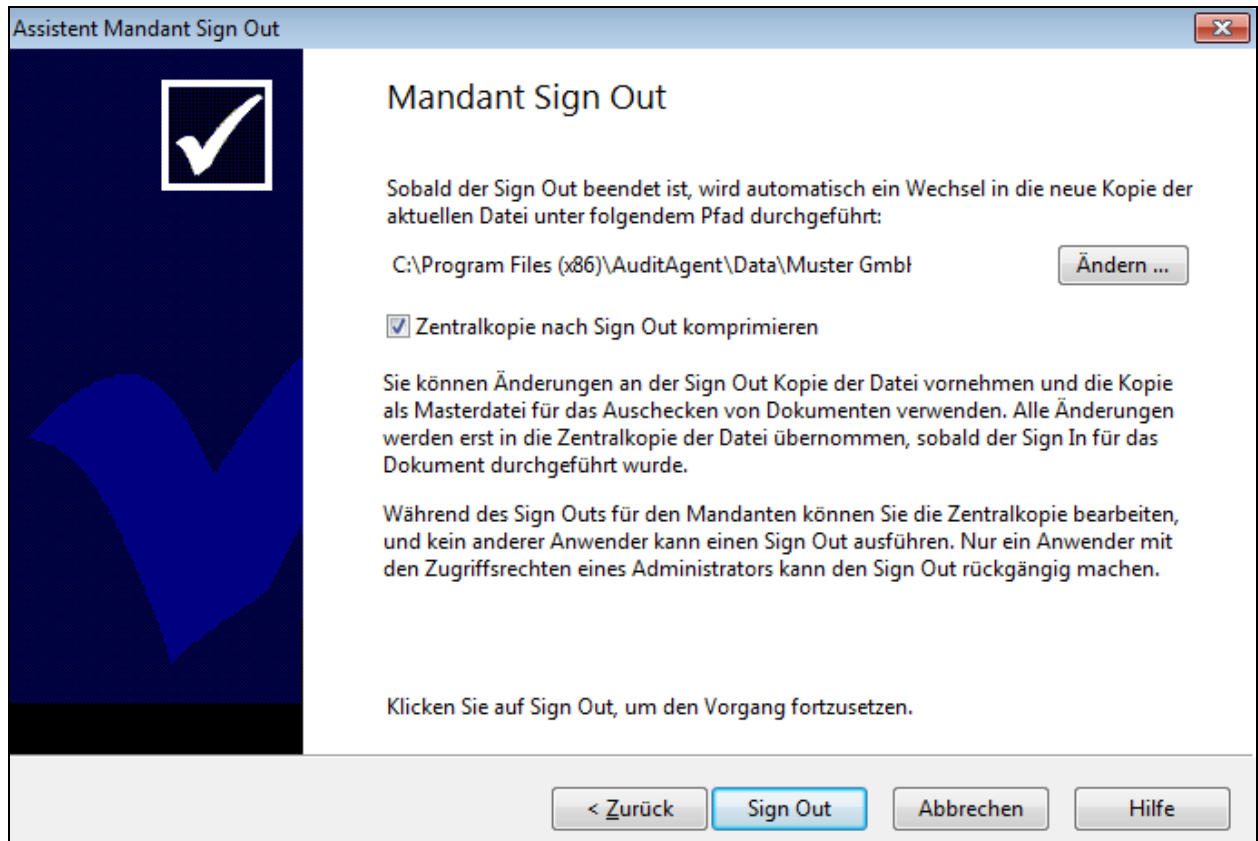 Assistent Mandant Sign Out
Mandant Sign Out
Sobald der Sign Out beendet ist, wird automatisch ein Wechsel in die neue Kopie der
aktuellen Datei unter folgendem Pfad durchgeführt:
C:\Program Files (x86)\AuditAgent\Data\Muster GmbH
Ändern ...
Zentralkopie nach Sign Out komprimieren
Sie können Änderungen an der Sign Out Kopie der Datei vornehmen und die Kopie
als Masterdatei für das Auschecken von Dokumenten verwenden. Alle Änderungen
werden erst in die Zentralkopie der Datei übernommen, sobald der Sign In für das
Dokument durchgeführt wurde.
Während des Sign Outs für den Mandanten können Sie die Zentralkopie bearbeiten,
und kein anderer Anwender kann einen Sign Out ausführen. Nur ein Anwender mit
den Zugriffsrechten eines Administrators kann den Sign Out rückgängig machen.
Klicken Sie auf Sign Out, um den Vorgang fortzusetzen.
< Zurück
Sign Out
Abbrechen
Hilfe